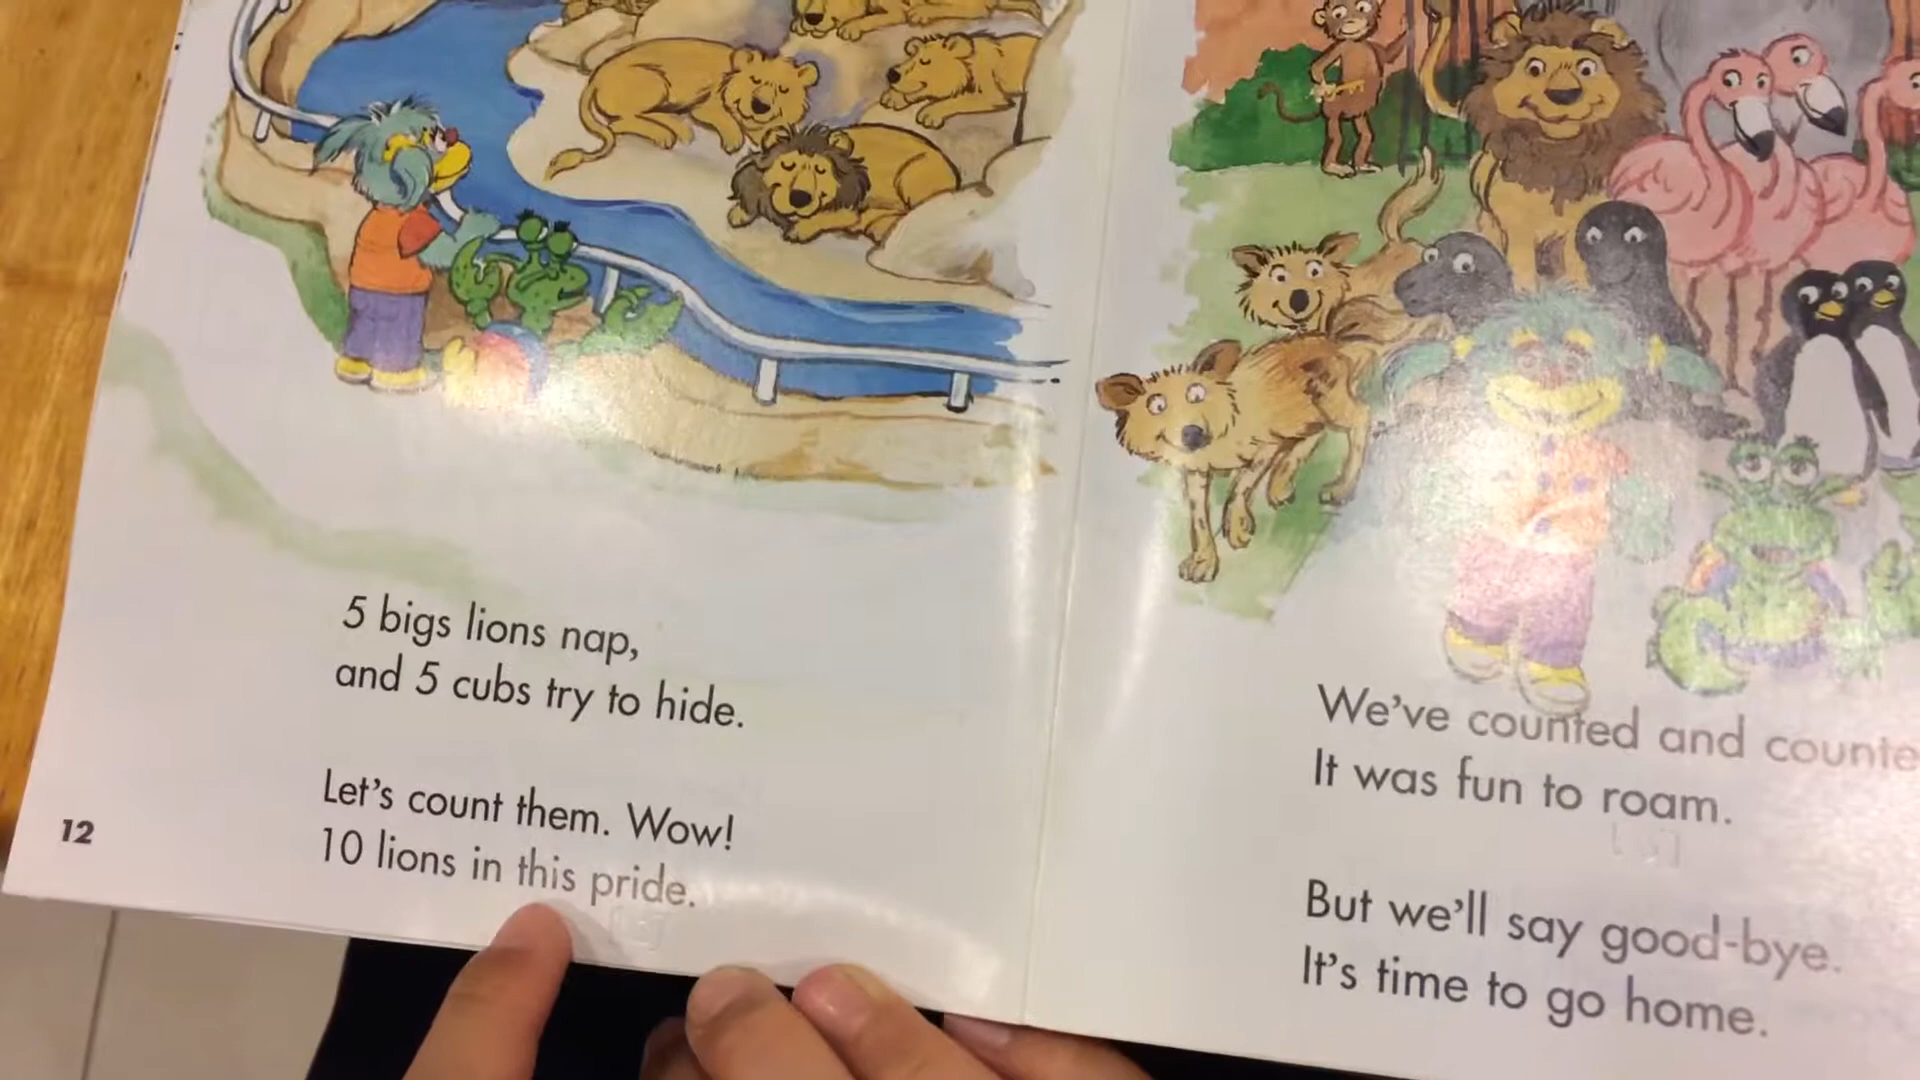 5 bigs lions nap,
and 5 cubs try to hide.
Let's count them. Wow!
10 lions in this pride.
12
We've counted and
It was fun to roam.
But we'll say good-bye.
It's time to go home.